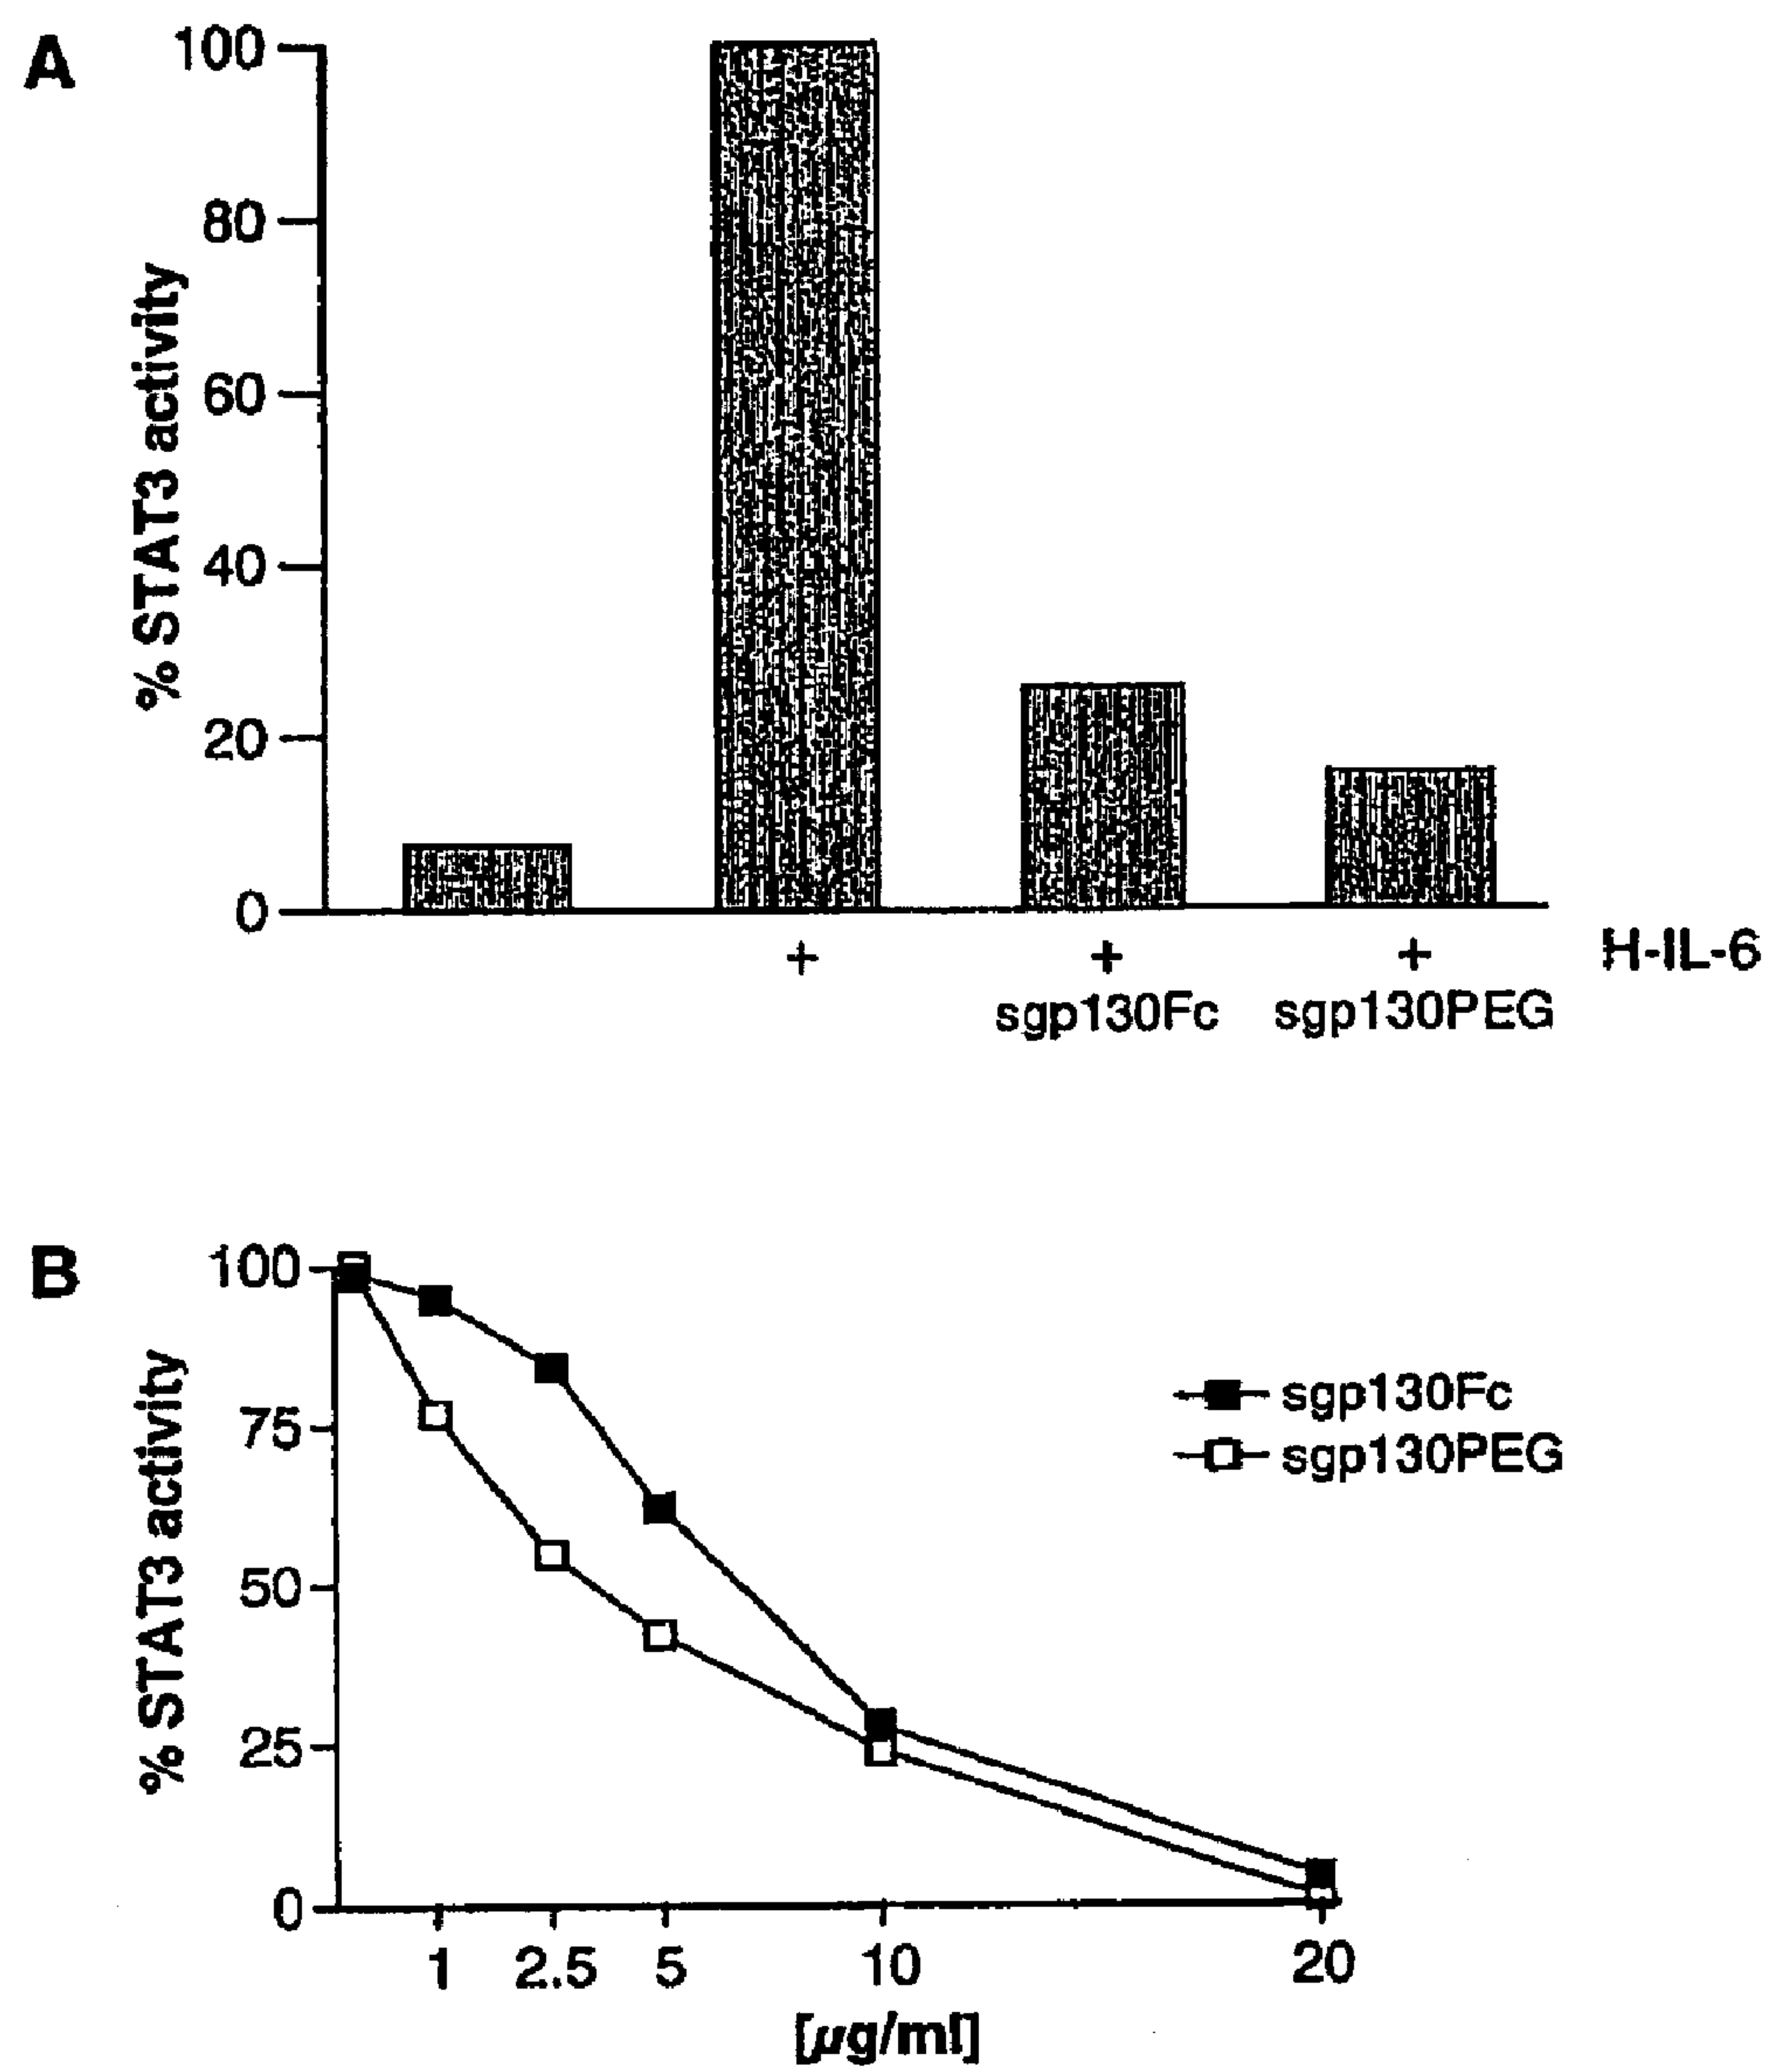 A
% STAT3 activity
100
80
60
40
20
0
+ + + H-IL-6
sgp130Fc sgp130PEG
B
% STAT3 activity
100
75
50
25
0
sgp130Fc
sgp130PEG
1 2.5 5 10 20
[µg/ml]